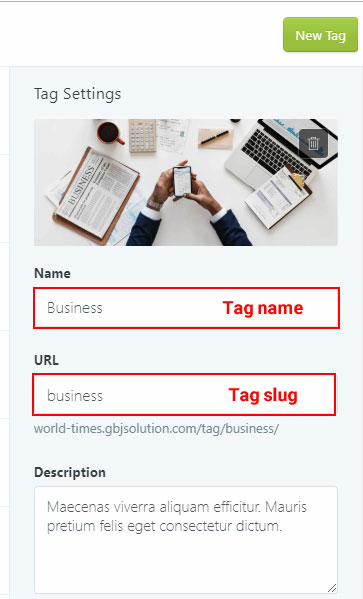 New Tag
Tag Settings
BUSINESS
Name
Business Tag name
URL
business Tag slug
world-times.gbjsolution.com/tag/business/
Description
Maecenas viverra aliquam efficitur. Mauris
pretium felis eget consectetur dictum.